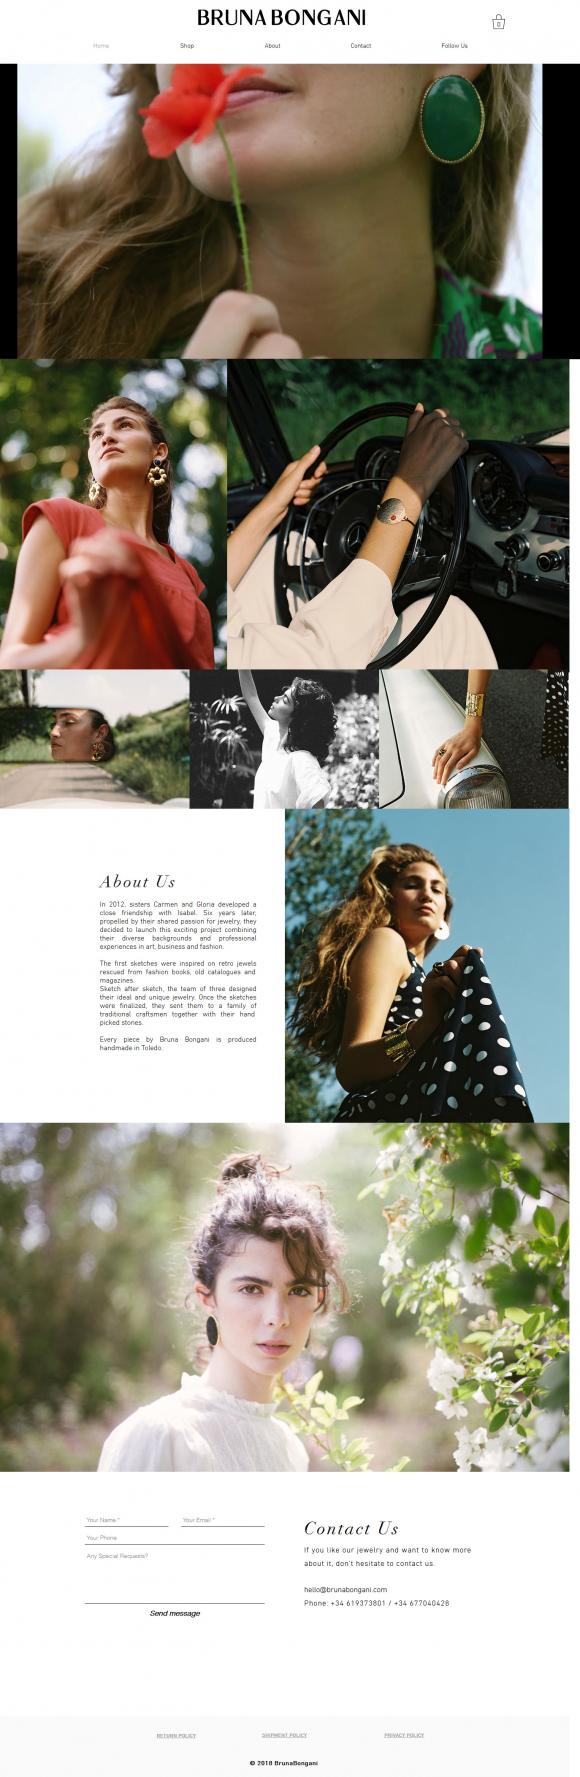 BRUNA BONGANI
0
Home Shop About Contact Follow Us
About Us
In 2012, sisters Carmen and Gloria developed a
close friendship with Isabel. Six years later,
propelled by their shared passion for jewelry, they
decided to launch this exciting project combining
their diverse backgrounds and professional
experiences in art, business and fashion.
The first sketches were inspired on retro jewels
rescued from fashion books, old catalogues and
magazines.
Sketch after sketch, the team of three designed
their ideal and unique jewelry. Once the sketches
were finalized, they sent them to a family of
traditional craftsmen together with their hand
picked stones.
Every piece by Bruna Bongani is produced
handmade in Toledo.
Your Name *
Your Email *
Your Phone
Any Special Requests?
Send message
Contact Us
If you like our jewelry and want to know more
about it, don't hesitate to contact us.
hello@brunabongani.com
Phone: +34 619373801 / +34 677040428
RETURN POLICY SHIPMENT POLICY PRIVACY POLICY
© 2018 BrunaBongani